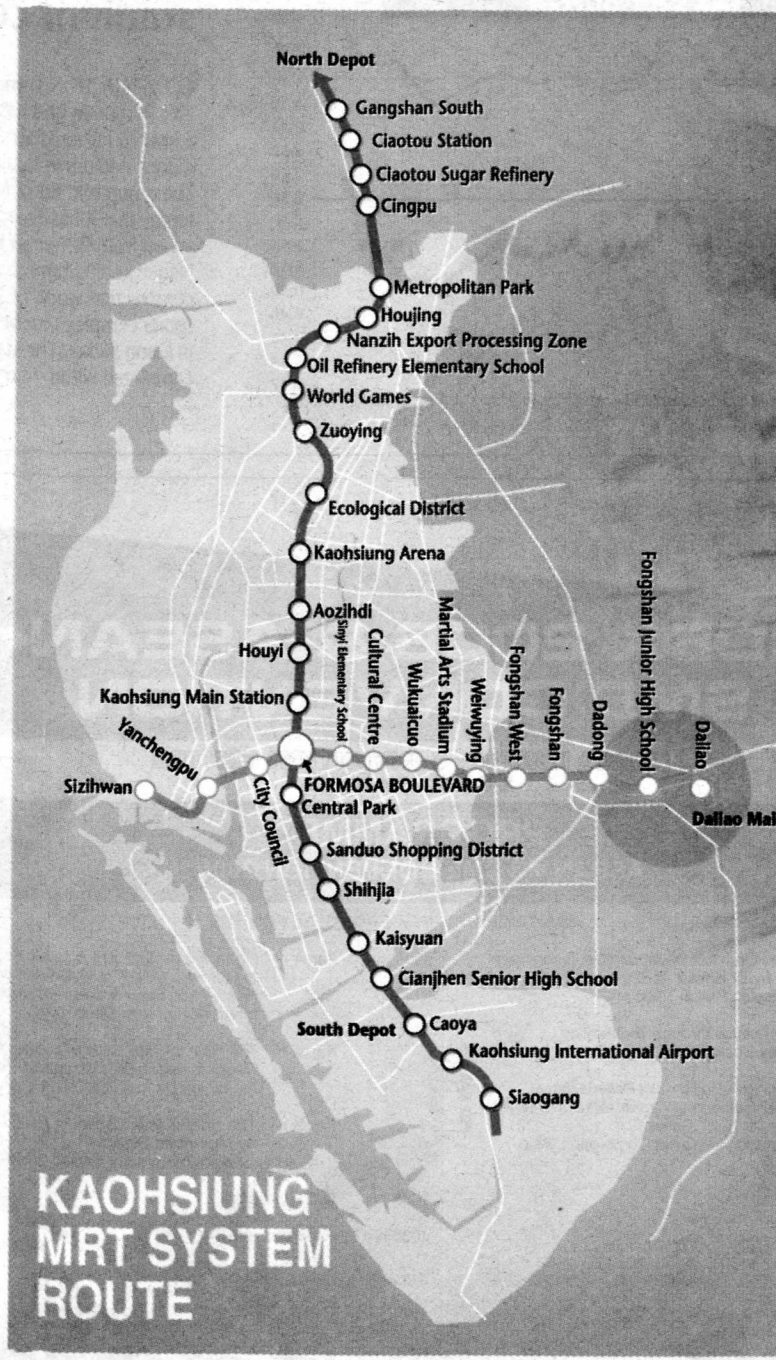 North Depot
Gangshan South
Ciaotou Station
Ciaotou Sugar Refinery
Cingpu
Metropolitan Park
Houjing
Nanzih Export Processing Zone
Oil Refinery Elementary School
World Games
Zuoying
Ecological District
Kaohsiung Arena
Aozihdi
Houyi
Kaohsiung Main Station
Sizihwan
Yanchengpu
City Council
FORMOSA BOULEVARD
Sinyi Elementary School
Cultural Centre
Wukuaicuo
Martial Arts Stadium
Weiwuying
Fongshan West
Fongshan
Dadong
Fongshan Junior High School
Daliao
Central Park
Sanduo Shopping District
Shihjia
Kaisyuan
Cianjhen Senior High School
South Depot
Caoya
Kaohsiung International Airport
Siaogang
KAOHSIUNG
MRT SYSTEM
ROUTE